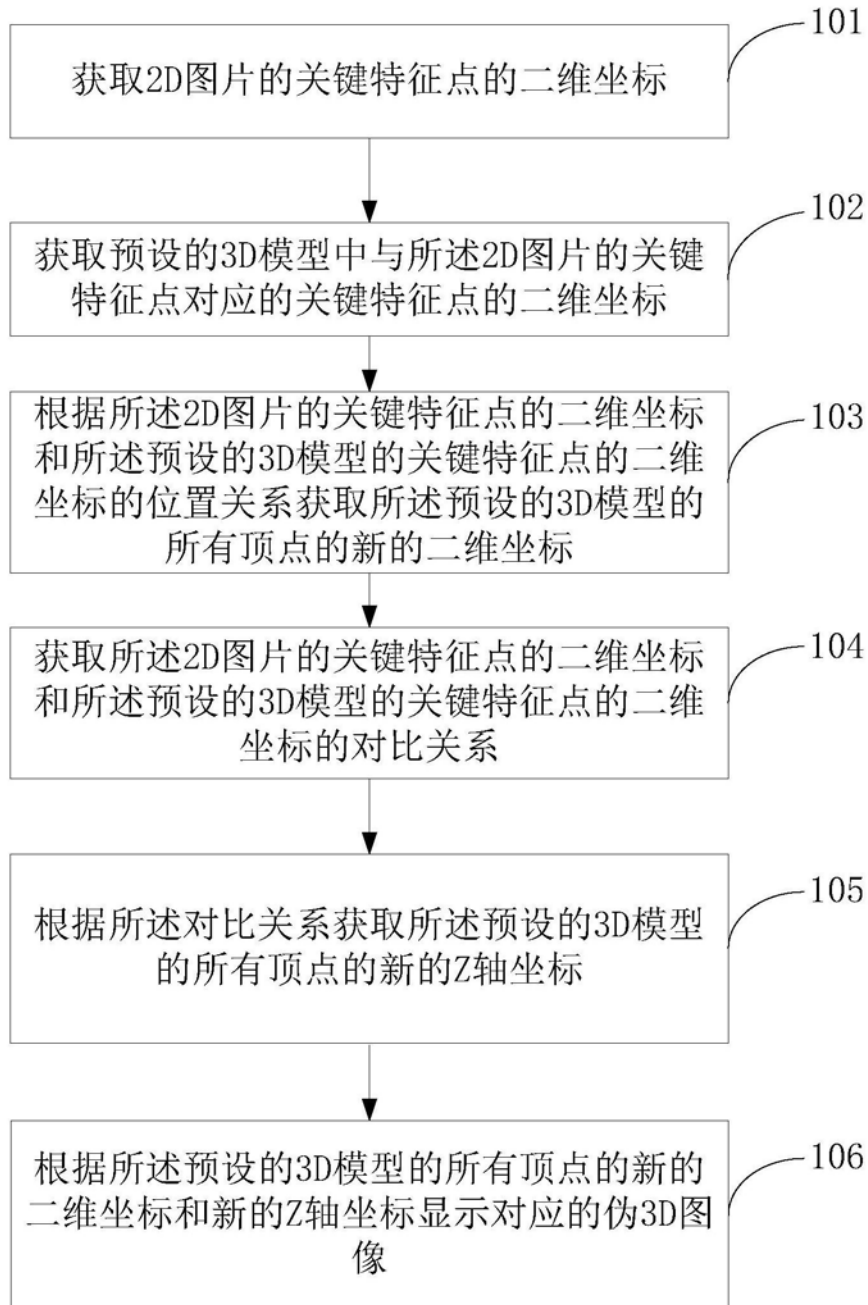 101
获取2D图片的关键特征点的二维坐标
102
获取预设的3D模型中与所述2D图片的关键
特征点对应的关键特征点的二维坐标
103
根据所述2D图片的关键特征点的二维坐标
和所述预设的3D模型的关键特征点的二维
坐标的位置关系获取所述预设的3D模型的
所有顶点的新的二维坐标
104
获取所述2D图片的关键特征点的二维坐标
和所述预设的3D模型的关键特征点的二维
坐标的对比关系
105
根据所述对比关系获取所述预设的3D模型
的所有顶点的新的Z轴坐标
106
根据所述预设的3D模型的所有顶点的新的
二维坐标和新的Z轴坐标显示对应的伪3D图
像